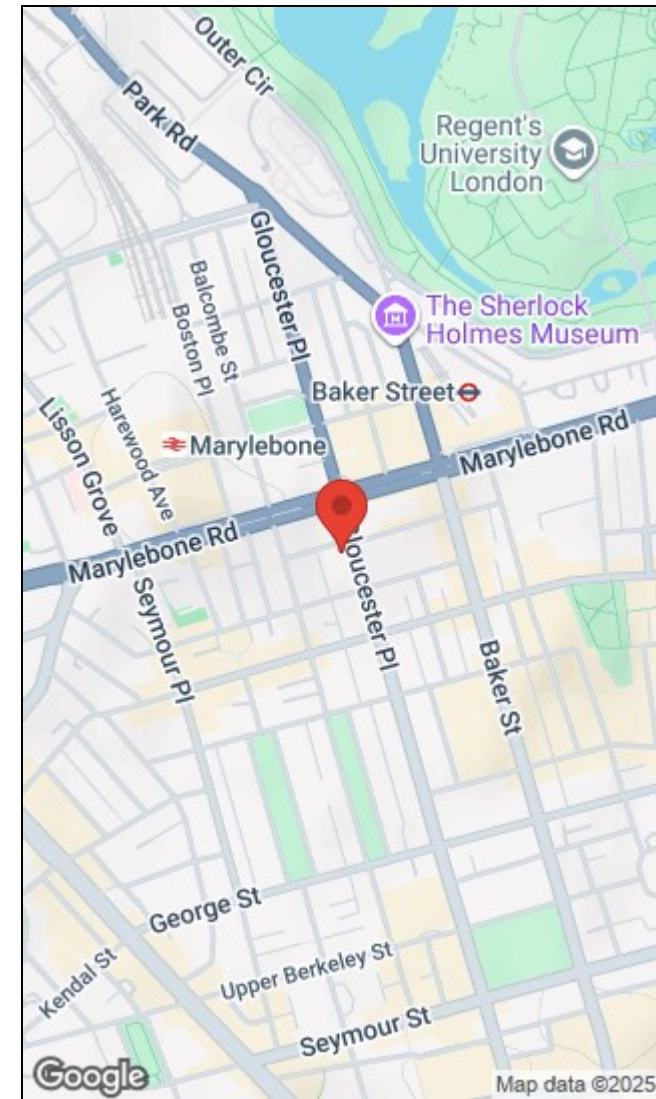 Outer Cir
Park Rd
Regent's
University
London
Gloucester Pl
The Sherlock
Holmes Museum
Balcombe St
Boston Pl
Baker Street
Harewood Ave
Lisson Grove
Marylebone
Marylebone Rd
Marylebone Rd
Gloucester Pl
Seymour Pl
Baker St
George St
Kendal St
Upper Berkeley St
Seymour St
Google
Map data ©2025